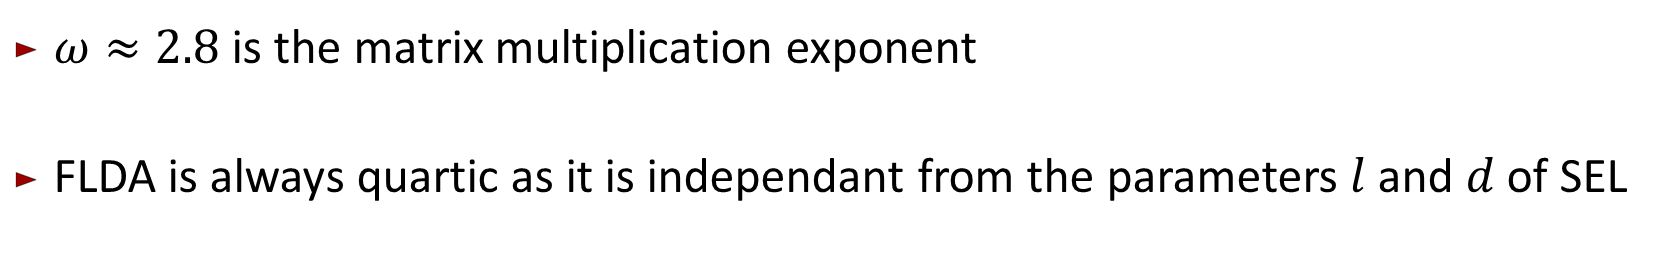 ► ω ≈ 2.8 is the matrix multiplication exponent
► FLDA is always quartic as it is independant from the parameters l and d of SEL